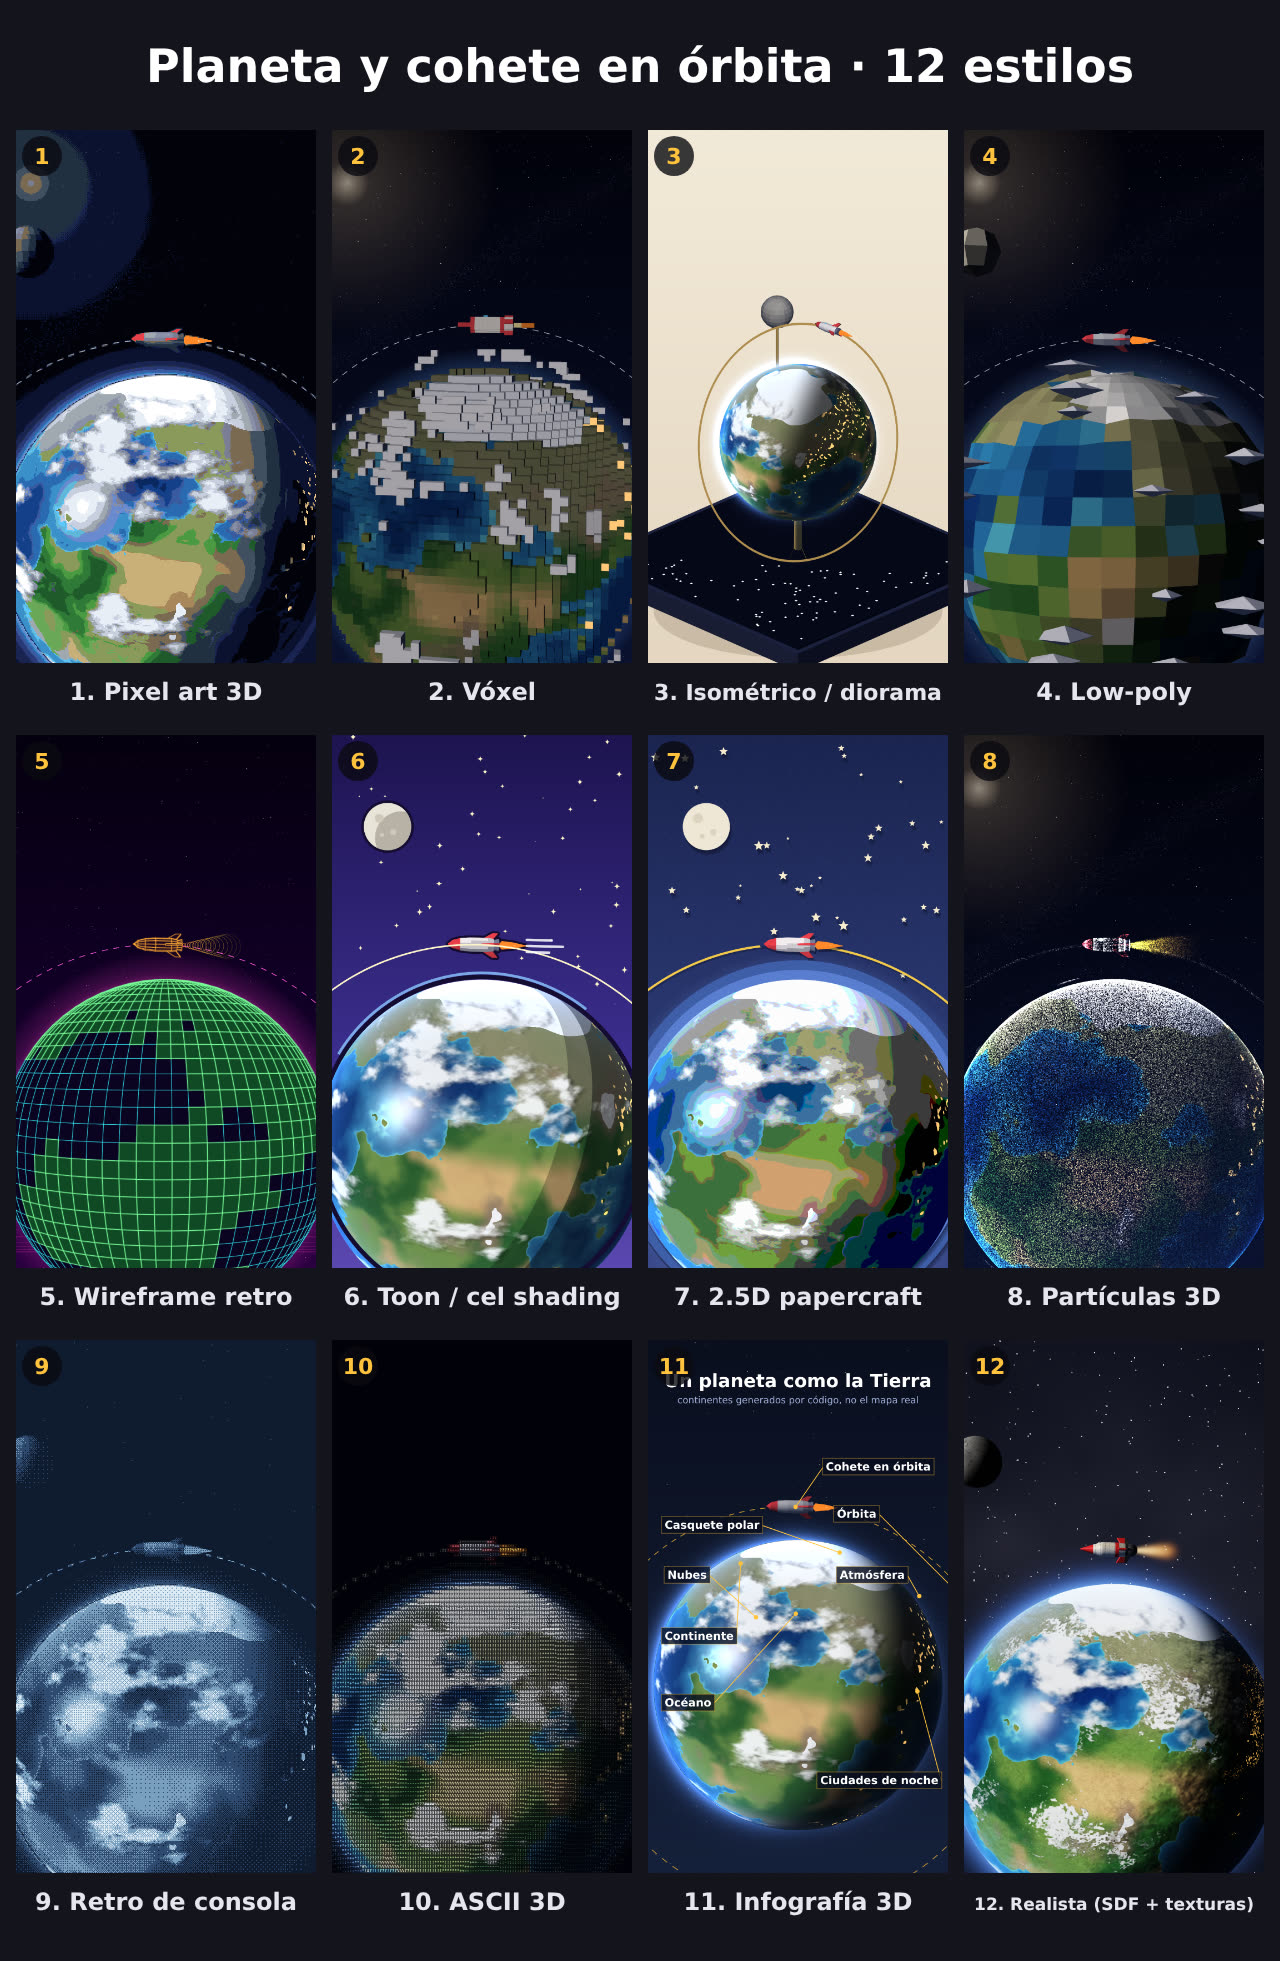 Planeta y cohete en órbita · 12 estilos
1
2
3
4
1. Pixel art 3D
2. Vóxel
3. Isométrico / diorama
4. Low-poly
5
6
7
8
5. Wireframe retro
6. Toon / cel shading
7. 2.5D papercraft
8. Partículas 3D
9
10
11
12
Un planeta como la Tierra
continentes generados por código, no el mapa real
Cohete en órbita
Órbita
Casquete polar
Nubes
Atmósfera
Continente
Océano
Ciudades de noche
9. Retro de consola
10. ASCII 3D
11. Infografía 3D
12. Realista (SDF + texturas)